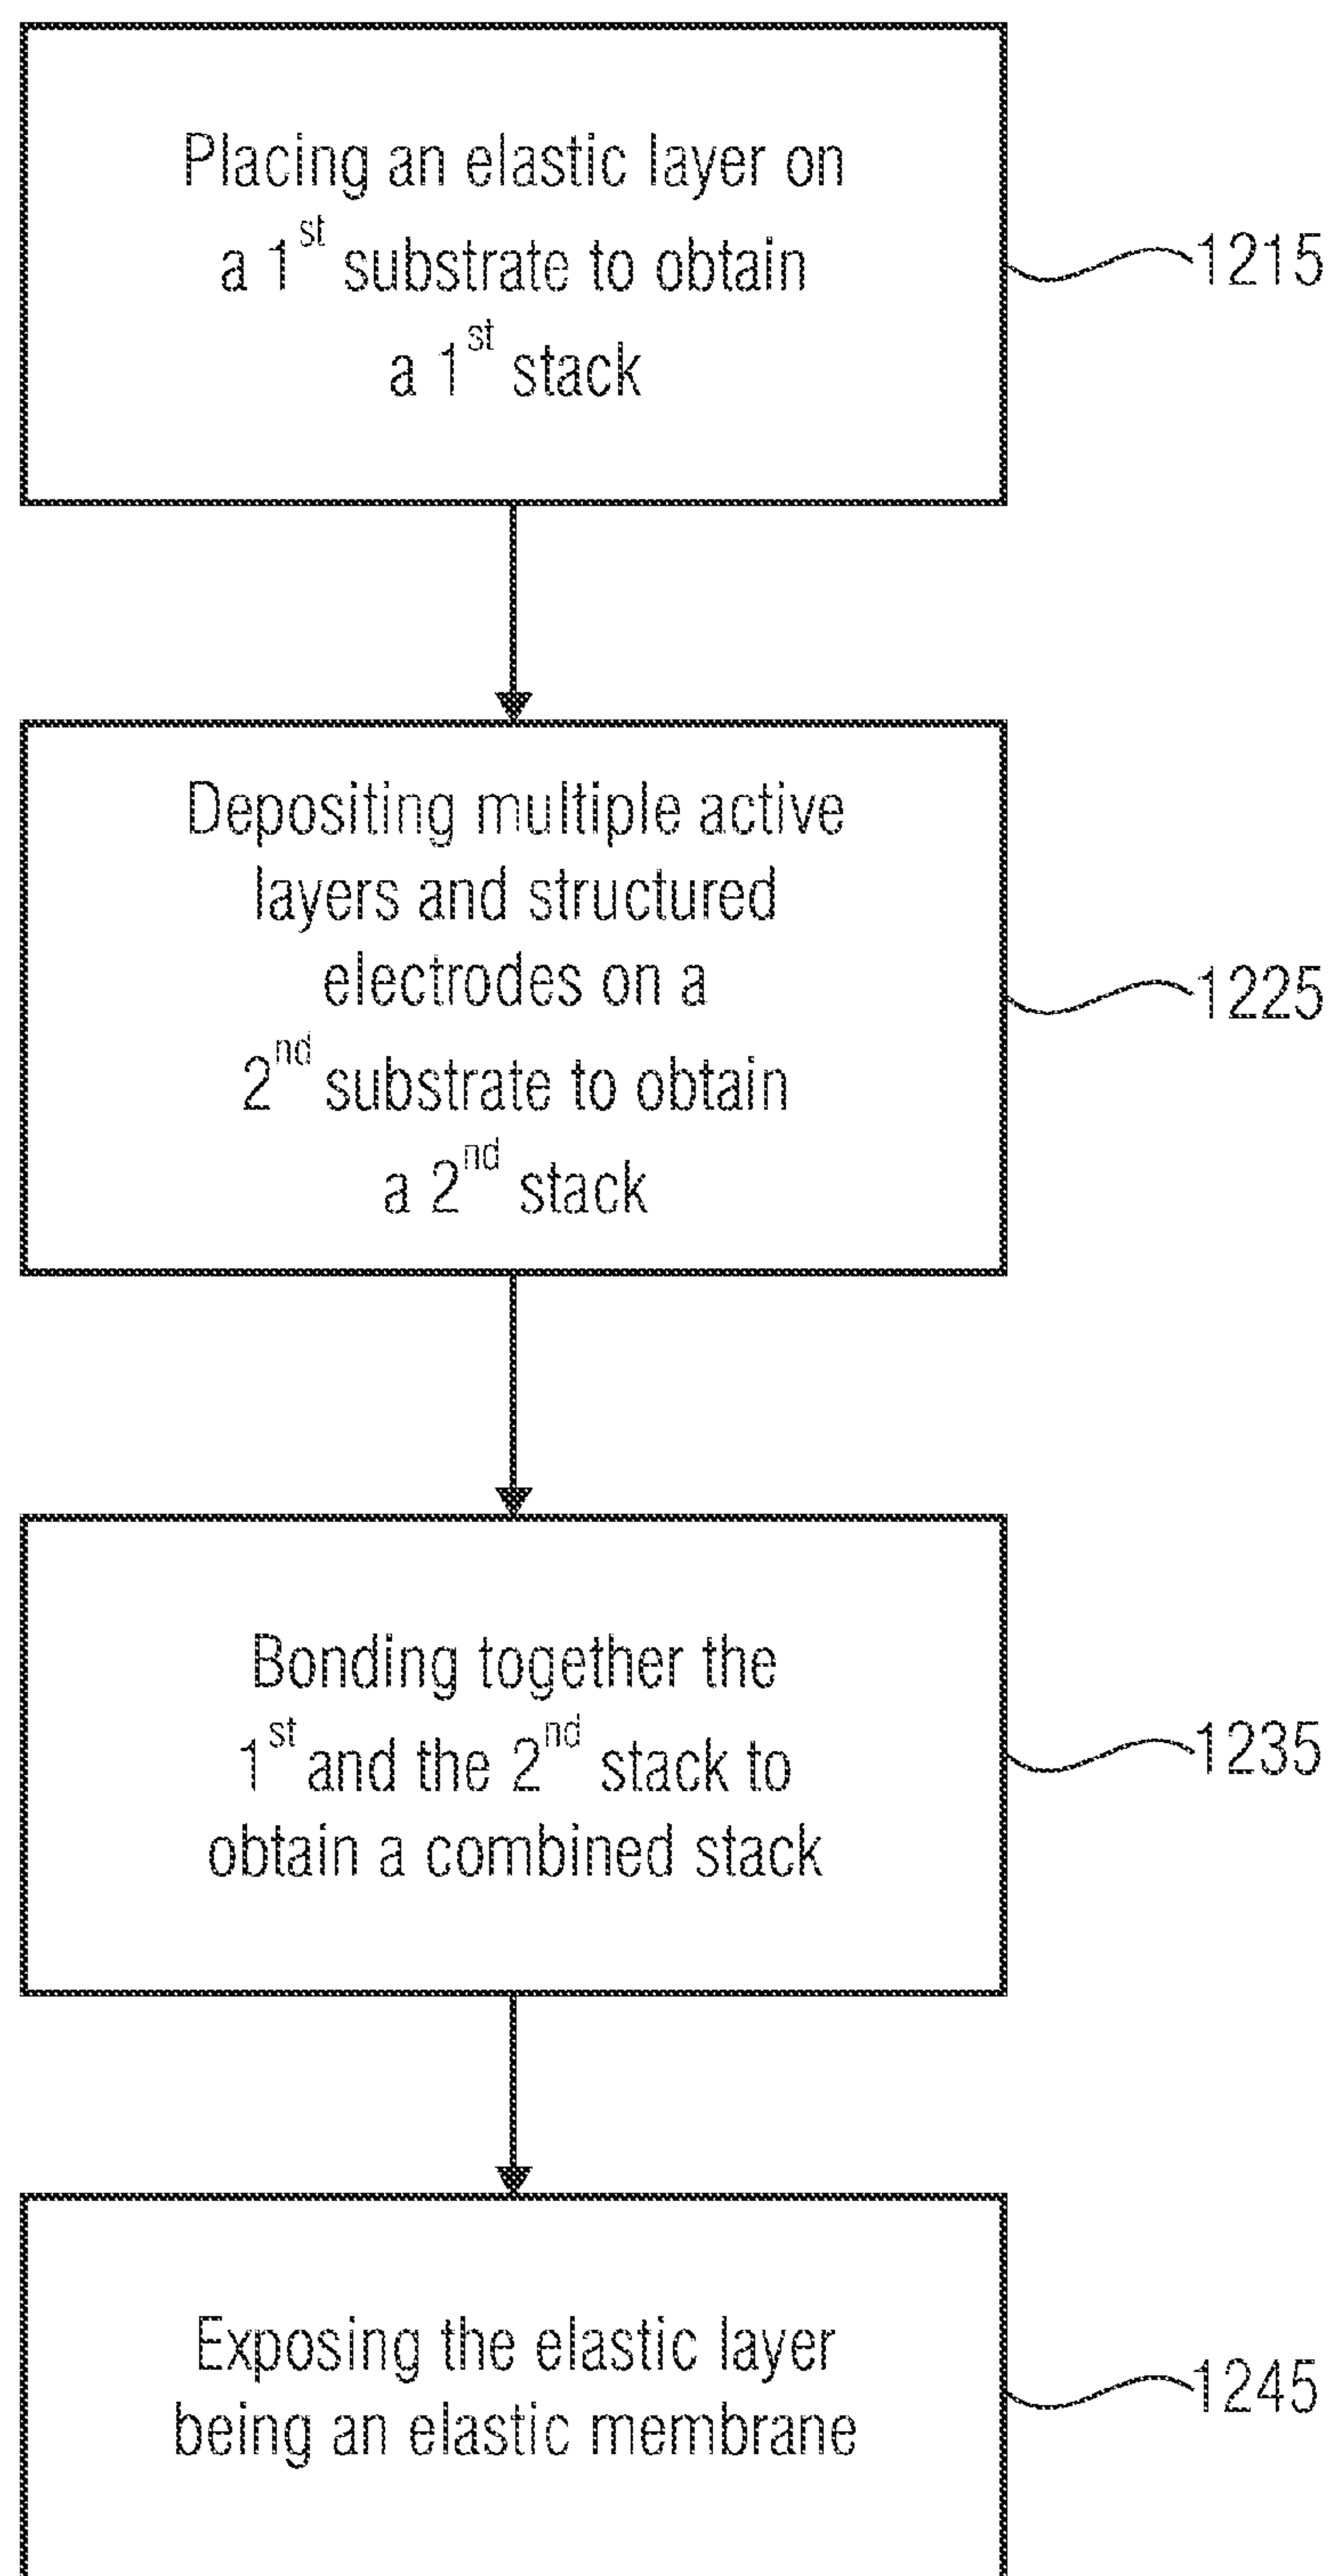 Placing an elastic layer on
a 1st substrate to obtain
a 1st stack
1215
Depositing multiple active
layers and structured
electrodes on a
2nd substrate to obtain
a 2nd stack
1225
Bonding together the
1st and the 2nd stack to
obtain a combined stack
1235
Exposing the elastic layer
being an elastic membrane
1245